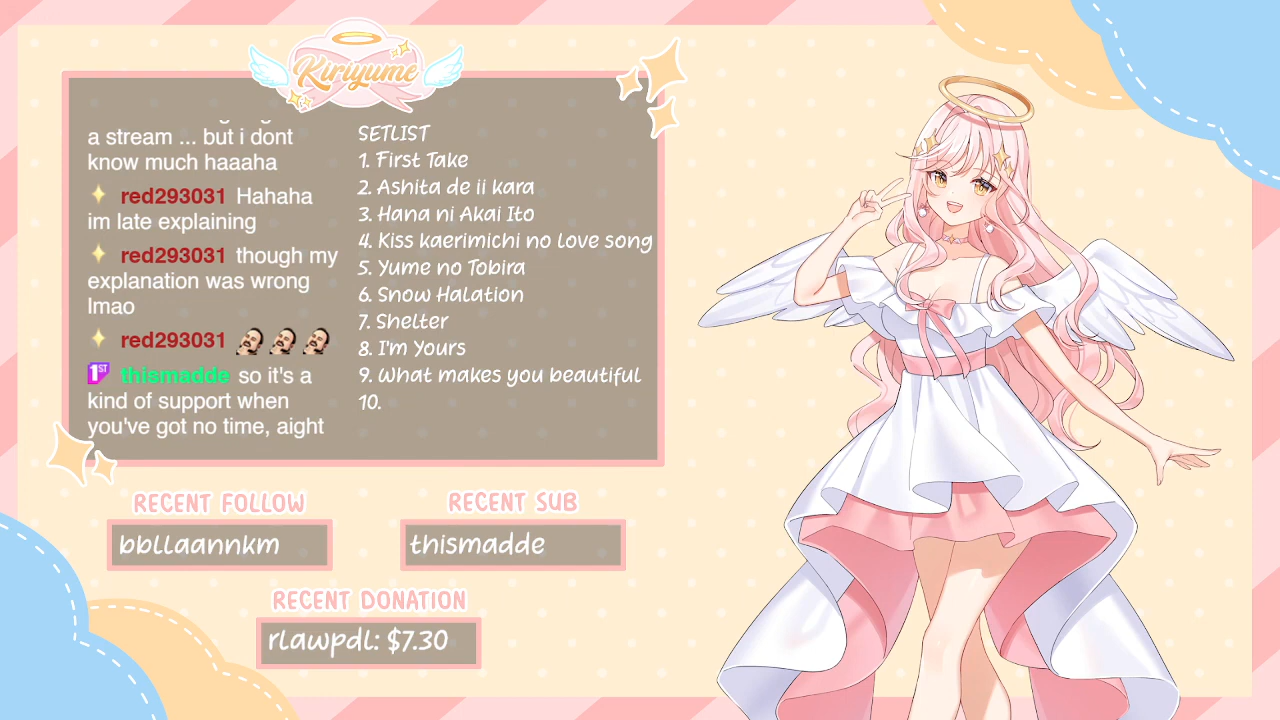 Kiriyume
a stream ... but i dont
know much haaaha
red293031 Hahaha
im late explaining
red293031 though my
explanation was wrong
lmao
red293031
1ST thismadde so it's a
kind of support when
you've got no time, aight
SETLIST
1. First Take
2. Ashita de ii kara
3. Hana ni Akai Ito
4. Kiss kaerimichi no love song
5. Yume no Tobira
6. Snow Halation
7. Shelter
8. I'm Yours
9. What makes you beautiful
10.
RECENT FOLLOW
bbllaannkm
RECENT SUB
thismadde
RECENT DONATION
rlawpdl: $7.30